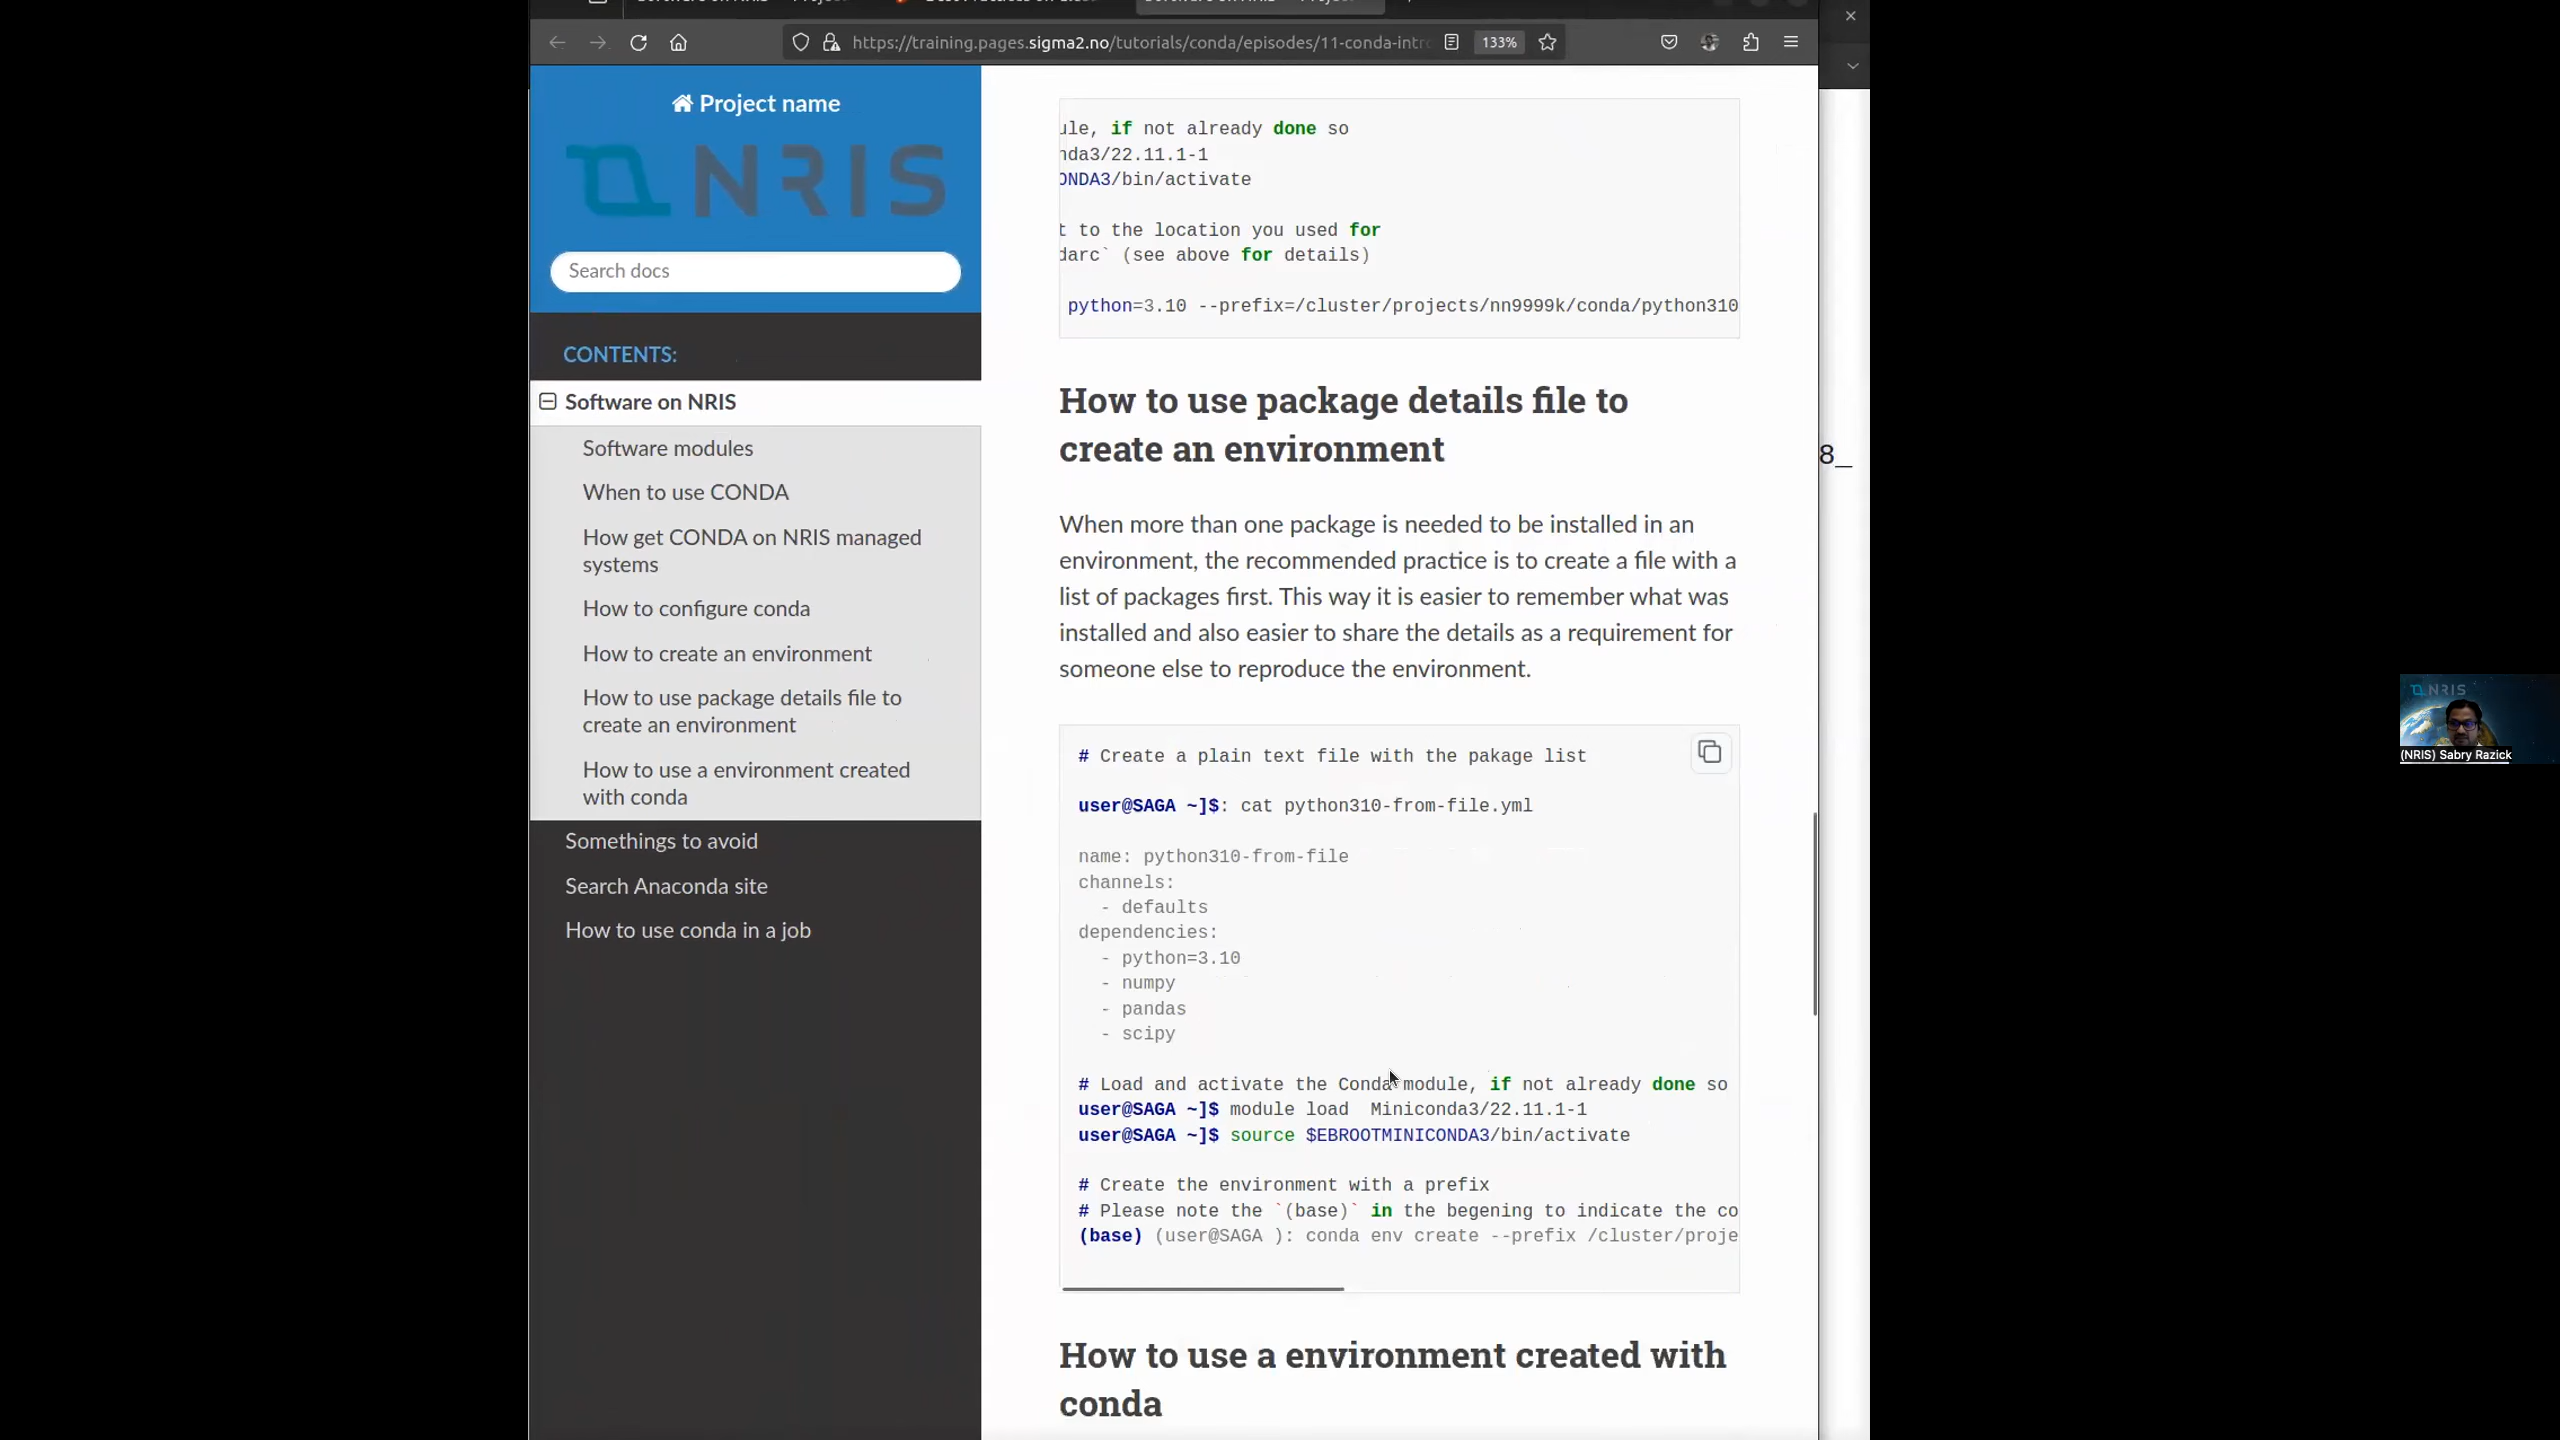 https://training.pages.sigma2.no/tutorials/conda/episodes/11-conda-intr
133%
Project name
NRIS
Search docs
CONTENTS:
Software on NRIS
Software modules
When to use CONDA
How get CONDA on NRIS managed
systems
How to configure conda
How to create an environment
How to use package details file to
create an environment
How to use a environment created
with conda
Somethings to avoid
Search Anaconda site
How to use conda in a job
ule, if not already done so
nda3/22.11.1-1
ONDA3/bin/activate
t to the location you used for
darc` (see above for details)
python=3.10 --prefix=/cluster/projects/nn9999k/conda/python310
How to use package details file to
create an environment
When more than one package is needed to be installed in an
environment, the recommended practice is to create a file with a
list of packages first. This way it is easier to remember what was
installed and also easier to share the details as a requirement for
someone else to reproduce the environment.
# Create a plain text file with the pakage list
user@SAGA ~]$: cat python310-from-file.yml
name: python310-from-file
channels:
- defaults
dependencies:
- python=3.10
- numpy
- pandas
- scipy
# Load and activate the Conda module, if not already done so
user@SAGA ~]$ module load  Miniconda3/22.11.1-1
user@SAGA ~]$ source $EBROOTMINICONDA3/bin/activate
# Create the environment with a prefix
# Please note the `(base)` in the begening to indicate the co
(base) (user@SAGA ): conda env create --prefix /cluster/proje
How to use a environment created with
conda
8_
NRIS
(NRIS) Sabry Razick